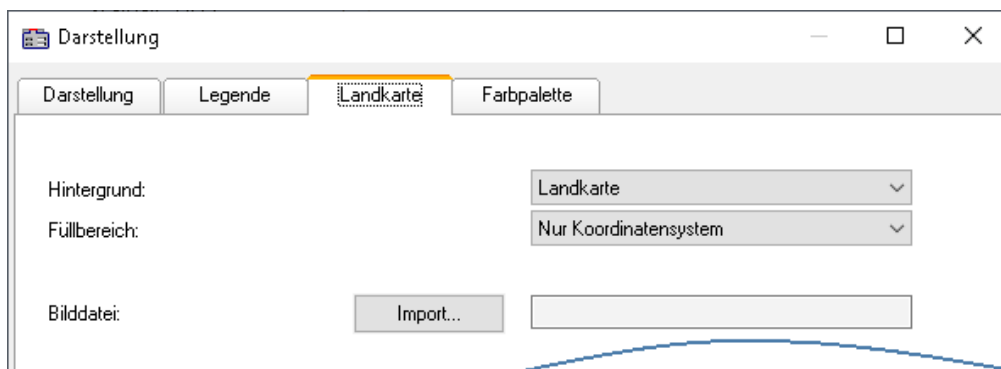 Darstellung
Darstellung Legende Landkarte Farbpalette
Hintergrund: Landkarte
Füllbereich: Nur Koordinatensystem
Bilddatei: Import...